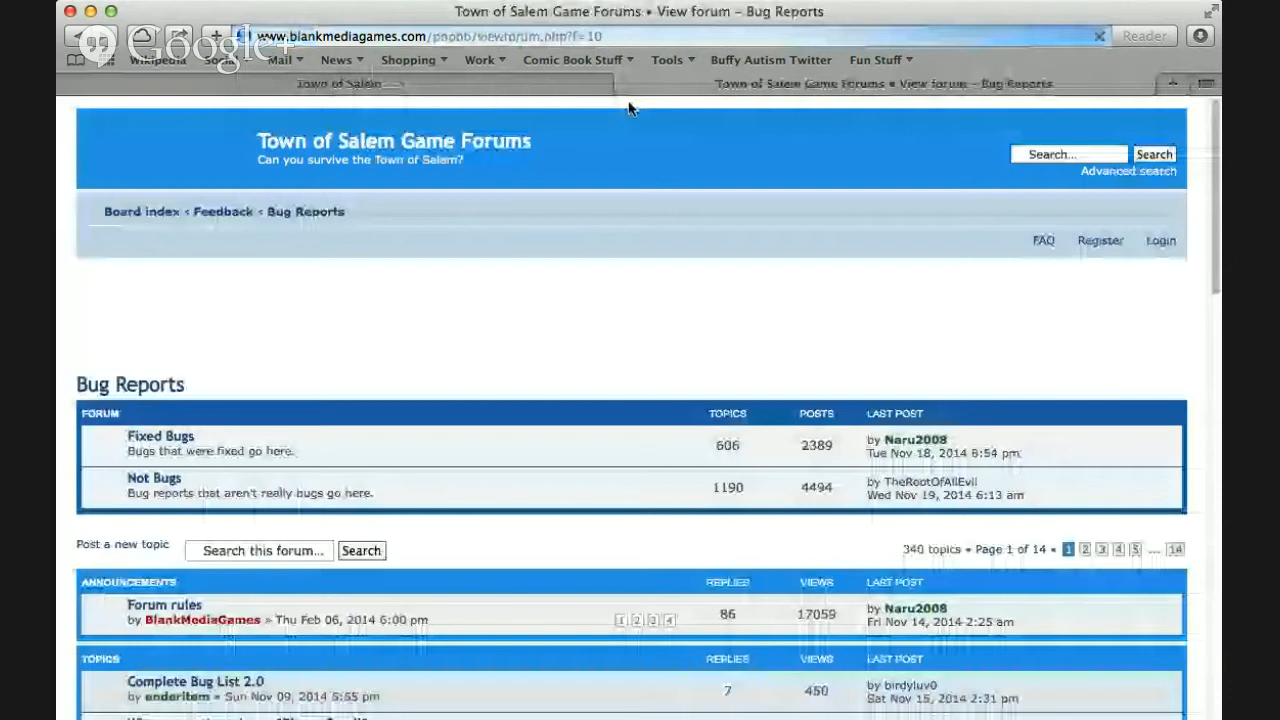 Town of Salem Game Forums • View forum – Bug Reports
www.blankmediagames.com/phpbb/viewforum.php?f=10
Reader
Google+
Wikipedia
Mail News Shopping Work Comic Book Stuff Tools Buffy Autism Twitter Fun Stuff
Town of Salem
Town of Salem Game Forums • View forum – Bug Reports
Town of Salem Game Forums
Can you survive the Town of Salem?
Search... Search
Advanced search
Board index ‹ Feedback ‹ Bug Reports
FAQ Register Login
Bug Reports
FORUM TOPICS POSTS LAST POST
Fixed Bugs
Bugs that were fixed go here.
606 2389
by Naru2008
Tue Nov 18, 2014 6:54 pm
Not Bugs
Bug reports that aren't really bugs go here.
1190 4494
by TheRootOfAllEvil
Wed Nov 19, 2014 6:13 am
Post a new topic Search this forum... Search
340 topics • Page 1 of 14 • 1 2 3 4 5 ... 14
ANNOUNCEMENTS REPLIES VIEWS LAST POST
Forum rules
by BlankMediaGames » Thu Feb 06, 2014 6:00 pm
1 2 3 4
86 17059
by Naru2008
Fri Nov 14, 2014 2:25 am
TOPICS REPLIES VIEWS LAST POST
Complete Bug List 2.0
by enderitem » Sun Nov 09, 2014 5:55 pm
7 450
by birdyluv0
Sat Nov 15, 2014 2:31 pm